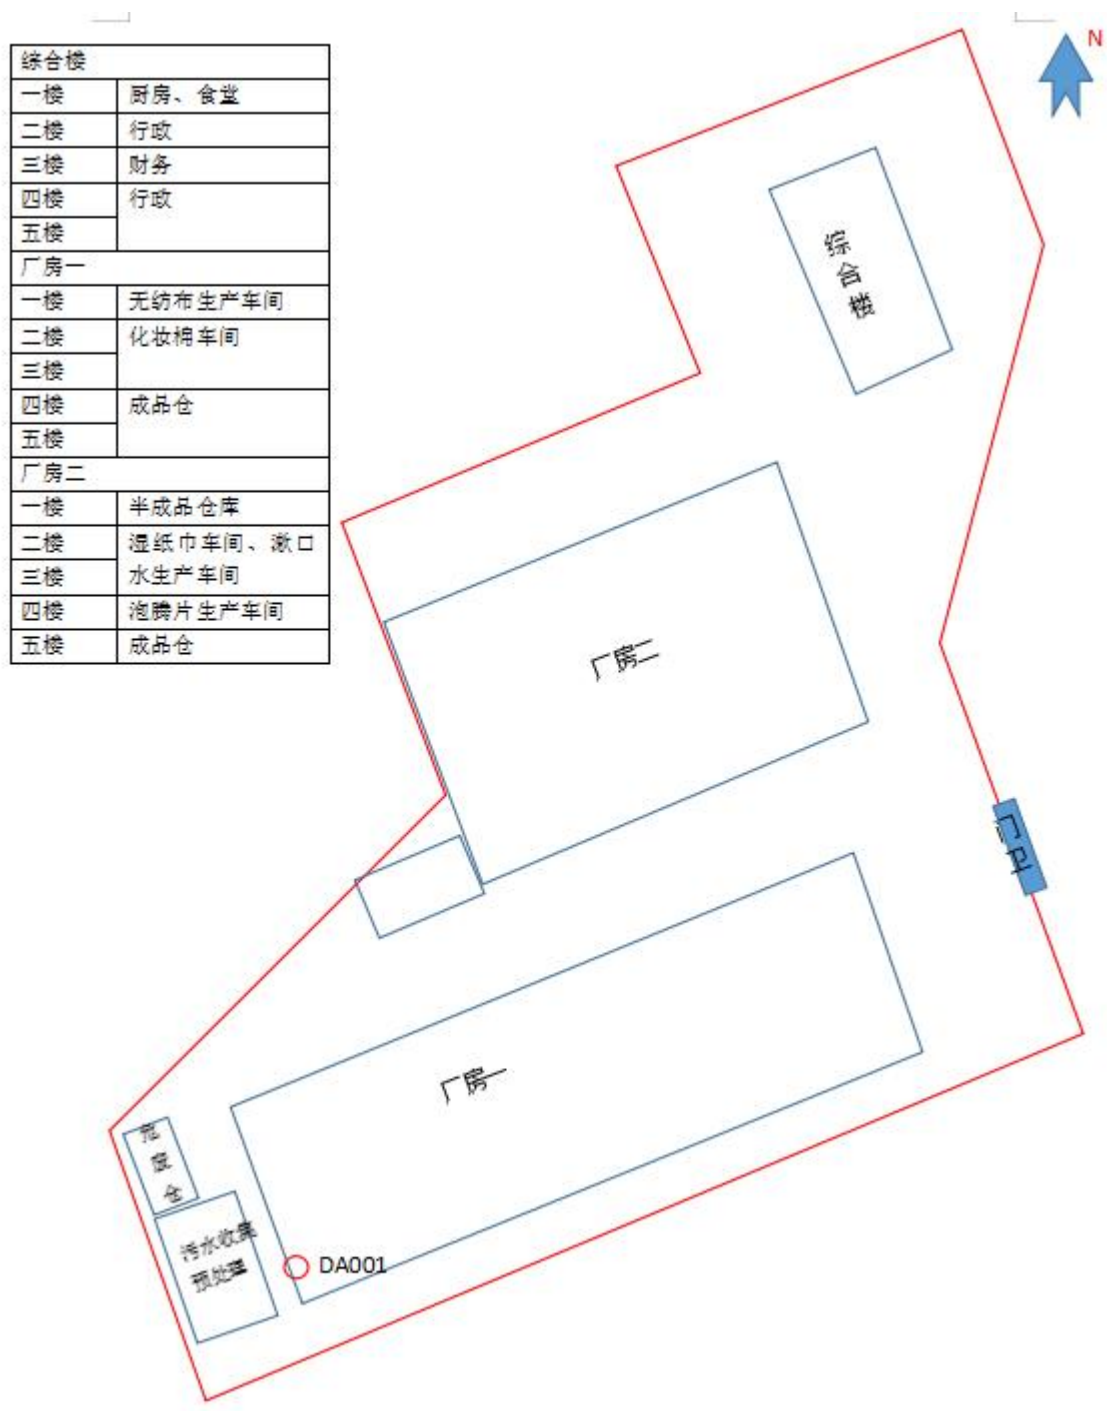 综合楼
一楼 厨房、食堂
二楼 行政
三楼 财务
四楼 行政
五楼
厂房一
一楼 无纺布生产车间
二楼 化妆棉车间
三楼
四楼 成品仓
五楼
厂房二
一楼 半成品仓库
二楼 湿纸巾车间、漱口
三楼 水生产车间
四楼 泡腾片生产车间
五楼 成品仓
N
综合楼
厂房二
门卫
厂房一
危废仓
污水收集
预处理
DA001